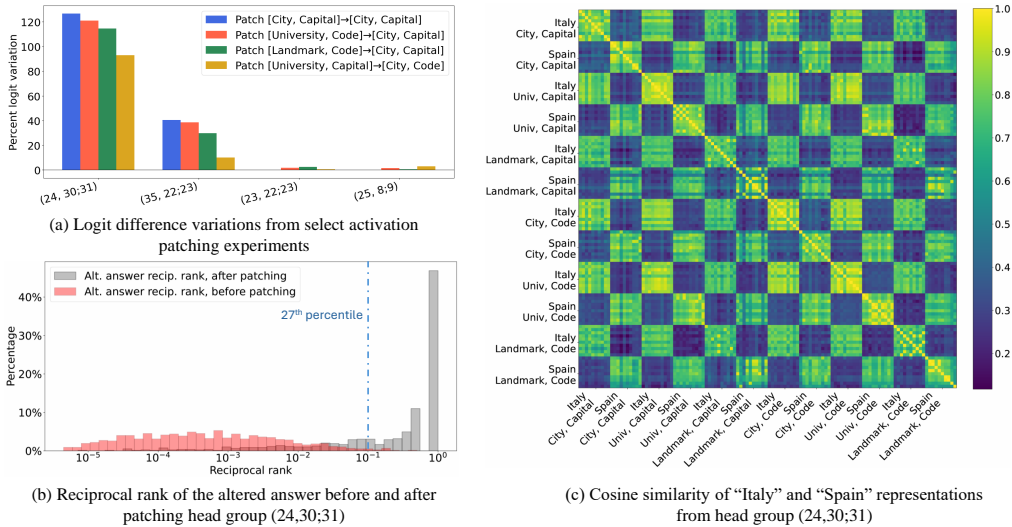 Patch [City, Capital]→[City, Capital]
Patch [University, Code]→[City, Capital]
Patch [Landmark, Code]→[City, Capital]
Patch [University, Capital]→[City, Code]
Percent logit variation
120
100
80
60
40
20
0
(24, 30;31)
(35, 22;23)
(23, 22;23)
(25, 8;9)
(a) Logit difference variations from select activation
patching experiments
Alt. answer recip. rank, after patching
Alt. answer recip. rank, before patching
27th percentile
Percentage
40%
30%
20%
10%
0%
10⁻⁵
10⁻⁴
10⁻³
10⁻²
10⁻¹
10⁰
Reciprocal rank
(b) Reciprocal rank of the altered answer before and after
patching head group (24,30;31)
Italy
City, Capital
Spain
City, Capital
Italy
Univ, Capital
Spain
Univ, Capital
Italy
Landmark, Capital
Spain
Landmark, Capital
Italy
City, Code
Spain
City, Code
Italy
Univ, Code
Spain
Univ, Code
Italy
Landmark, Code
Spain
Landmark, Code
Italy
City, Capital
Spain
City, Capital
Italy
Univ, Capital
Spain
Univ, Capital
Italy
Landmark, Capital
Spain
Landmark, Capital
Italy
City, Code
Spain
City, Code
Italy
Univ, Code
Spain
Univ, Code
Italy
Landmark, Code
Spain
Landmark, Code
1.0
0.9
0.8
0.7
0.6
0.5
0.4
0.3
0.2
(c) Cosine similarity of “Italy” and “Spain” representations
from head group (24,30;31)